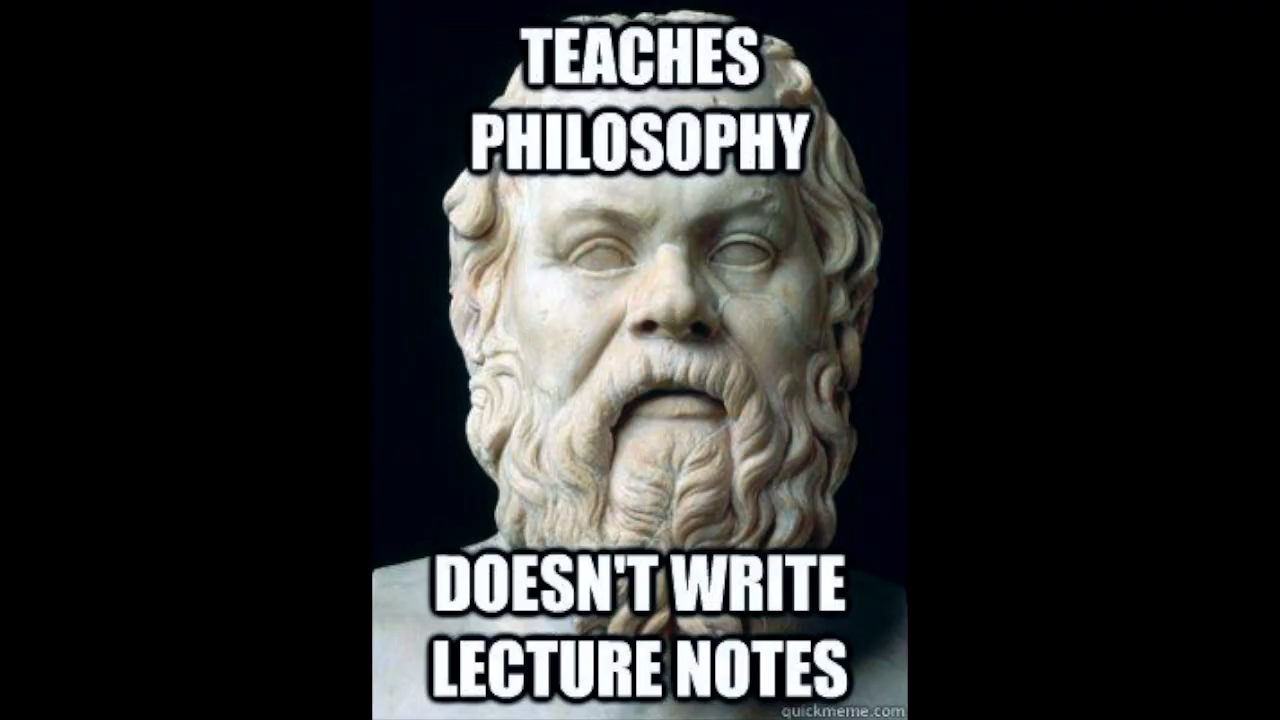 TEACHES
PHILOSOPHY
DOESN'T WRITE
LECTURE NOTES
quickmeme.com